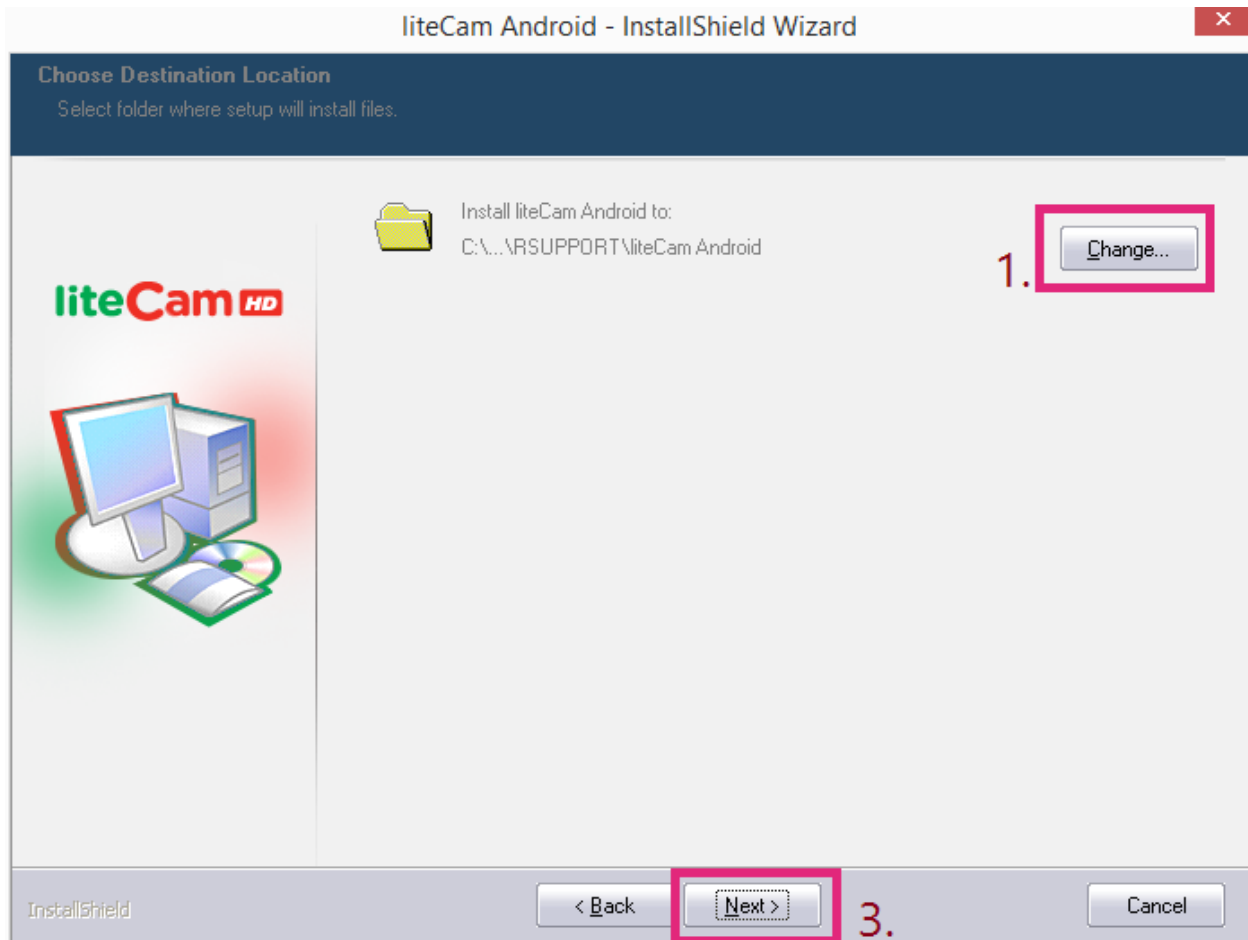 liteCam Android - InstallShield Wizard
Choose Destination Location
Select folder where setup will install files.
Install liteCam Android to:
C:\...\RSUPPORT\liteCam Android
1.
Change...
liteCam HD
InstallShield
< Back
Next >
3.
Cancel